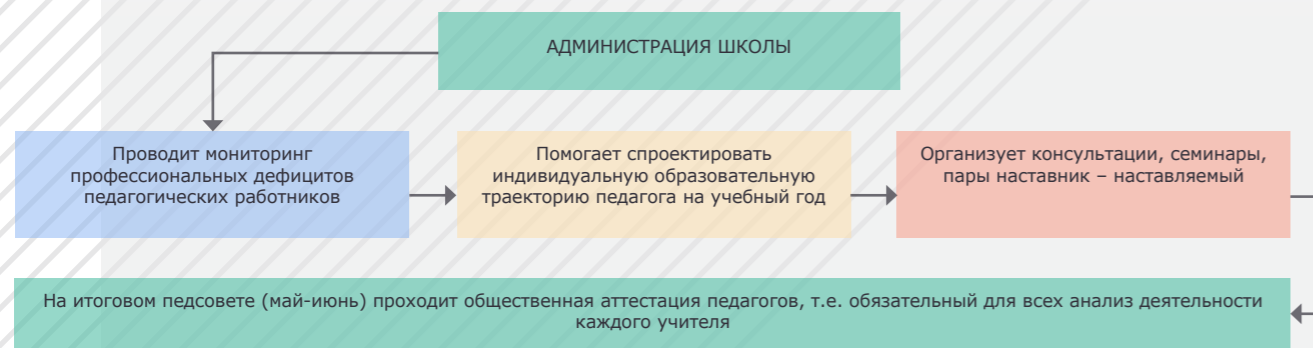 АДМИНИСТРАЦИЯ ШКОЛЫ
Проводит мониторинг
профессиональных дефицитов
педагогических работников
Помогает спроектировать
индивидуальную образовательную
траекторию педагога на учебный год
Организует консультации, семинары,
пары наставник – наставляемый
На итоговом педсовете (май-июнь) проходит общественная аттестация педагогов, т.е. обязательный для всех анализ деятельности
каждого учителя